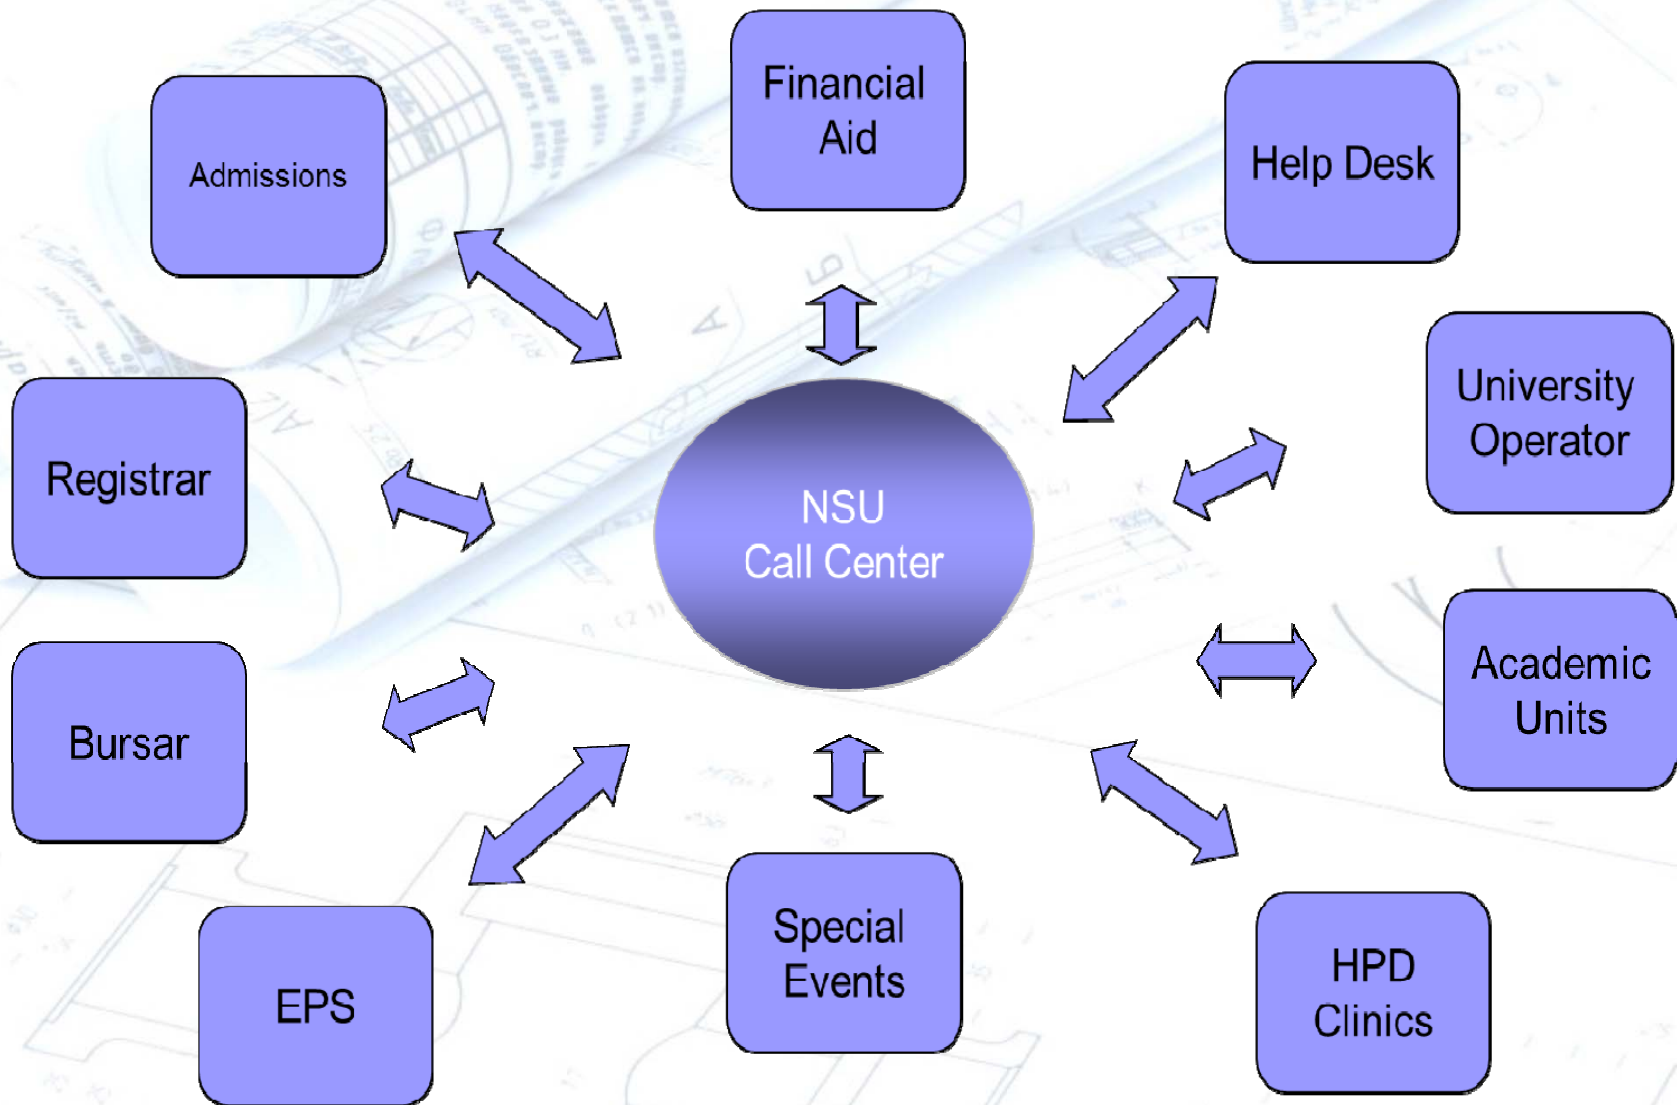 Financial
Aid
Admissions
Help Desk
University
Operator
Registrar
NSU
Call Center
Academic
Units
Bursar
Special
Events
HPD
Clinics
EPS